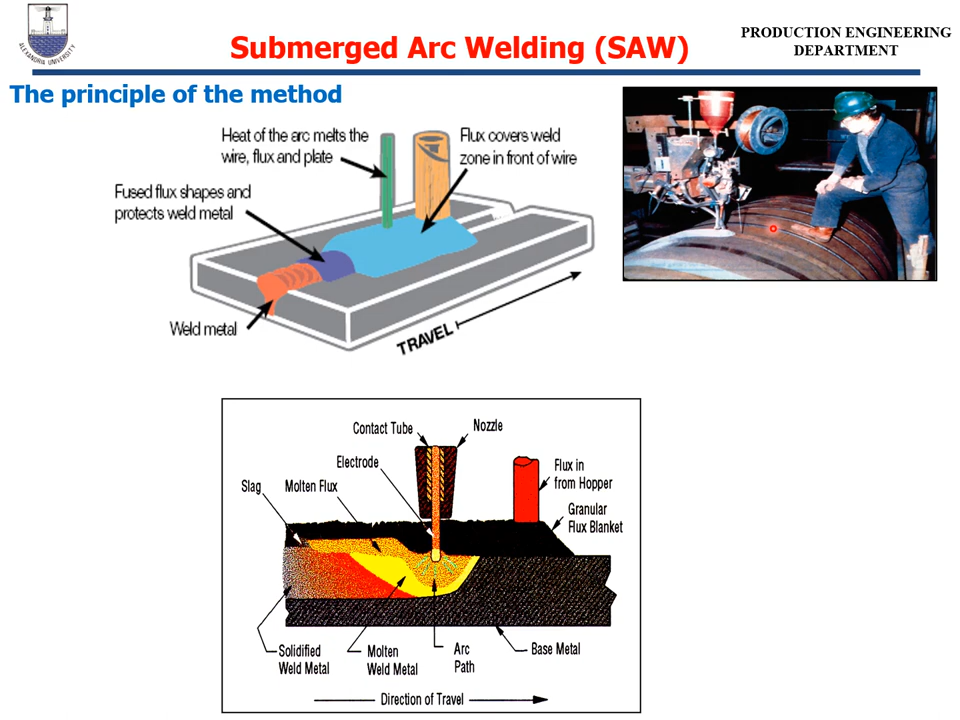 ALEXANDRIA UNIVERSITY
Submerged Arc Welding (SAW)
PRODUCTION ENGINEERING
DEPARTMENT
The principle of the method
Heat of the arc melts the
wire, flux and plate
Flux covers weld
zone in front of wire
Fused flux shapes and
protects weld metal
Weld metal
TRAVEL
Contact Tube
Nozzle
Electrode
Flux in
from Hopper
Slag
Molten Flux
Granular
Flux Blanket
Solidified
Weld Metal
Molten
Weld Metal
Arc
Path
Base Metal
Direction of Travel